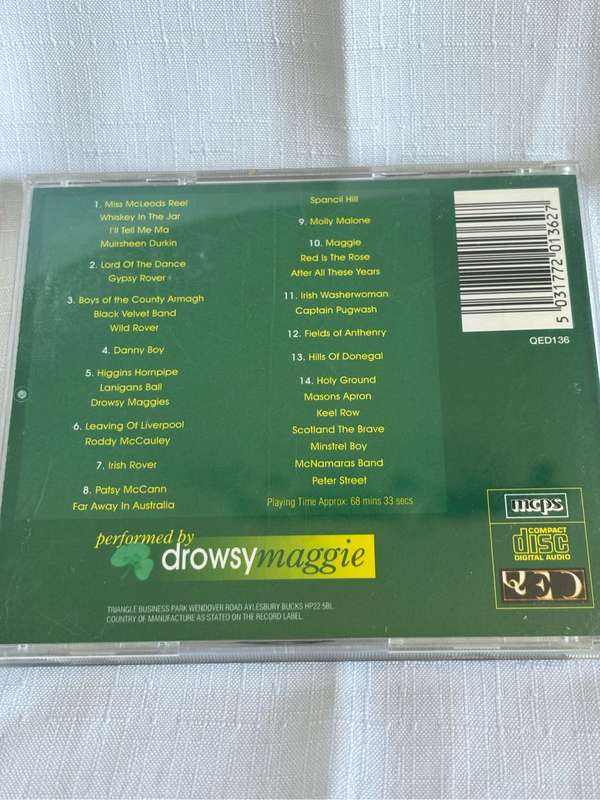 1. Miss McLeods Reel
Whiskey In The Jar
I'll Tell Me Ma
Muirsheen Durkin
2. Lord Of The Dance
Gypsy Rover
3. Boys of the County Armagh
Black Velvet Band
Wild Rover
4. Danny Boy
5. Higgins Hornpipe
Lanigans Ball
Drowsy Maggies
6. Leaving Of Liverpool
Roddy McCauley
7. Irish Rover
8. Patsy McCann
Far Away In Australia
Spancil Hill
9. Molly Malone
10. Maggie
Red Is The Rose
After All These Years
11. Irish Washerwoman
Captain Pugwash
12. Fields of Anthenry
13. Hills Of Donegal
14. Holy Ground
Masons Apron
Keel Row
Scotland The Brave
Minstrel Boy
McNamaras Band
Peter Street
Playing Time Approx: 68 mins 33 secs
5 031772 013627
QED136
performed by
drowsymaggie
mcps
COMPACT
disc
DIGITAL AUDIO
QED
TRIANGLE BUSINESS PARK WENDOVER ROAD AYLESBURY BUCKS HP22 5BL.
COUNTRY OF MANUFACTURE AS STATED ON THE RECORD LABEL.